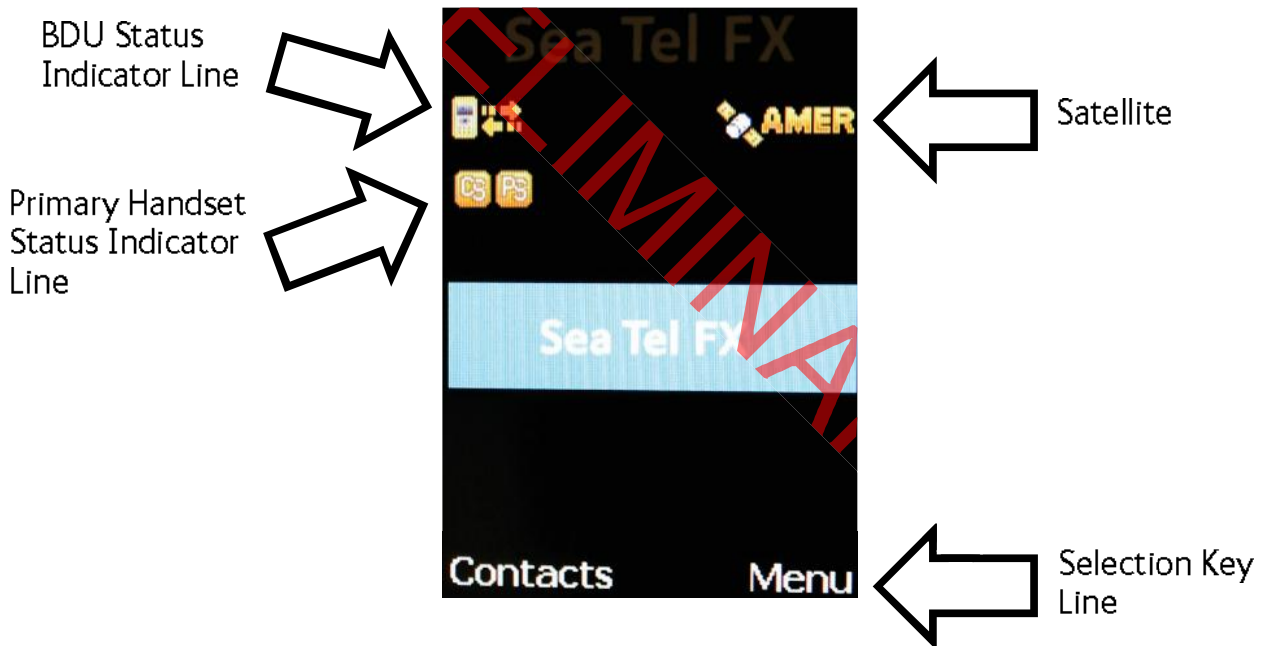 BDU Status
Indicator Line
Sea Tel FX
AMER
Satellite
Primary Handset
Status Indicator
Line
CS PS
ELIMINA
Sea Tel FX
Contacts Menu
Selection Key
Line